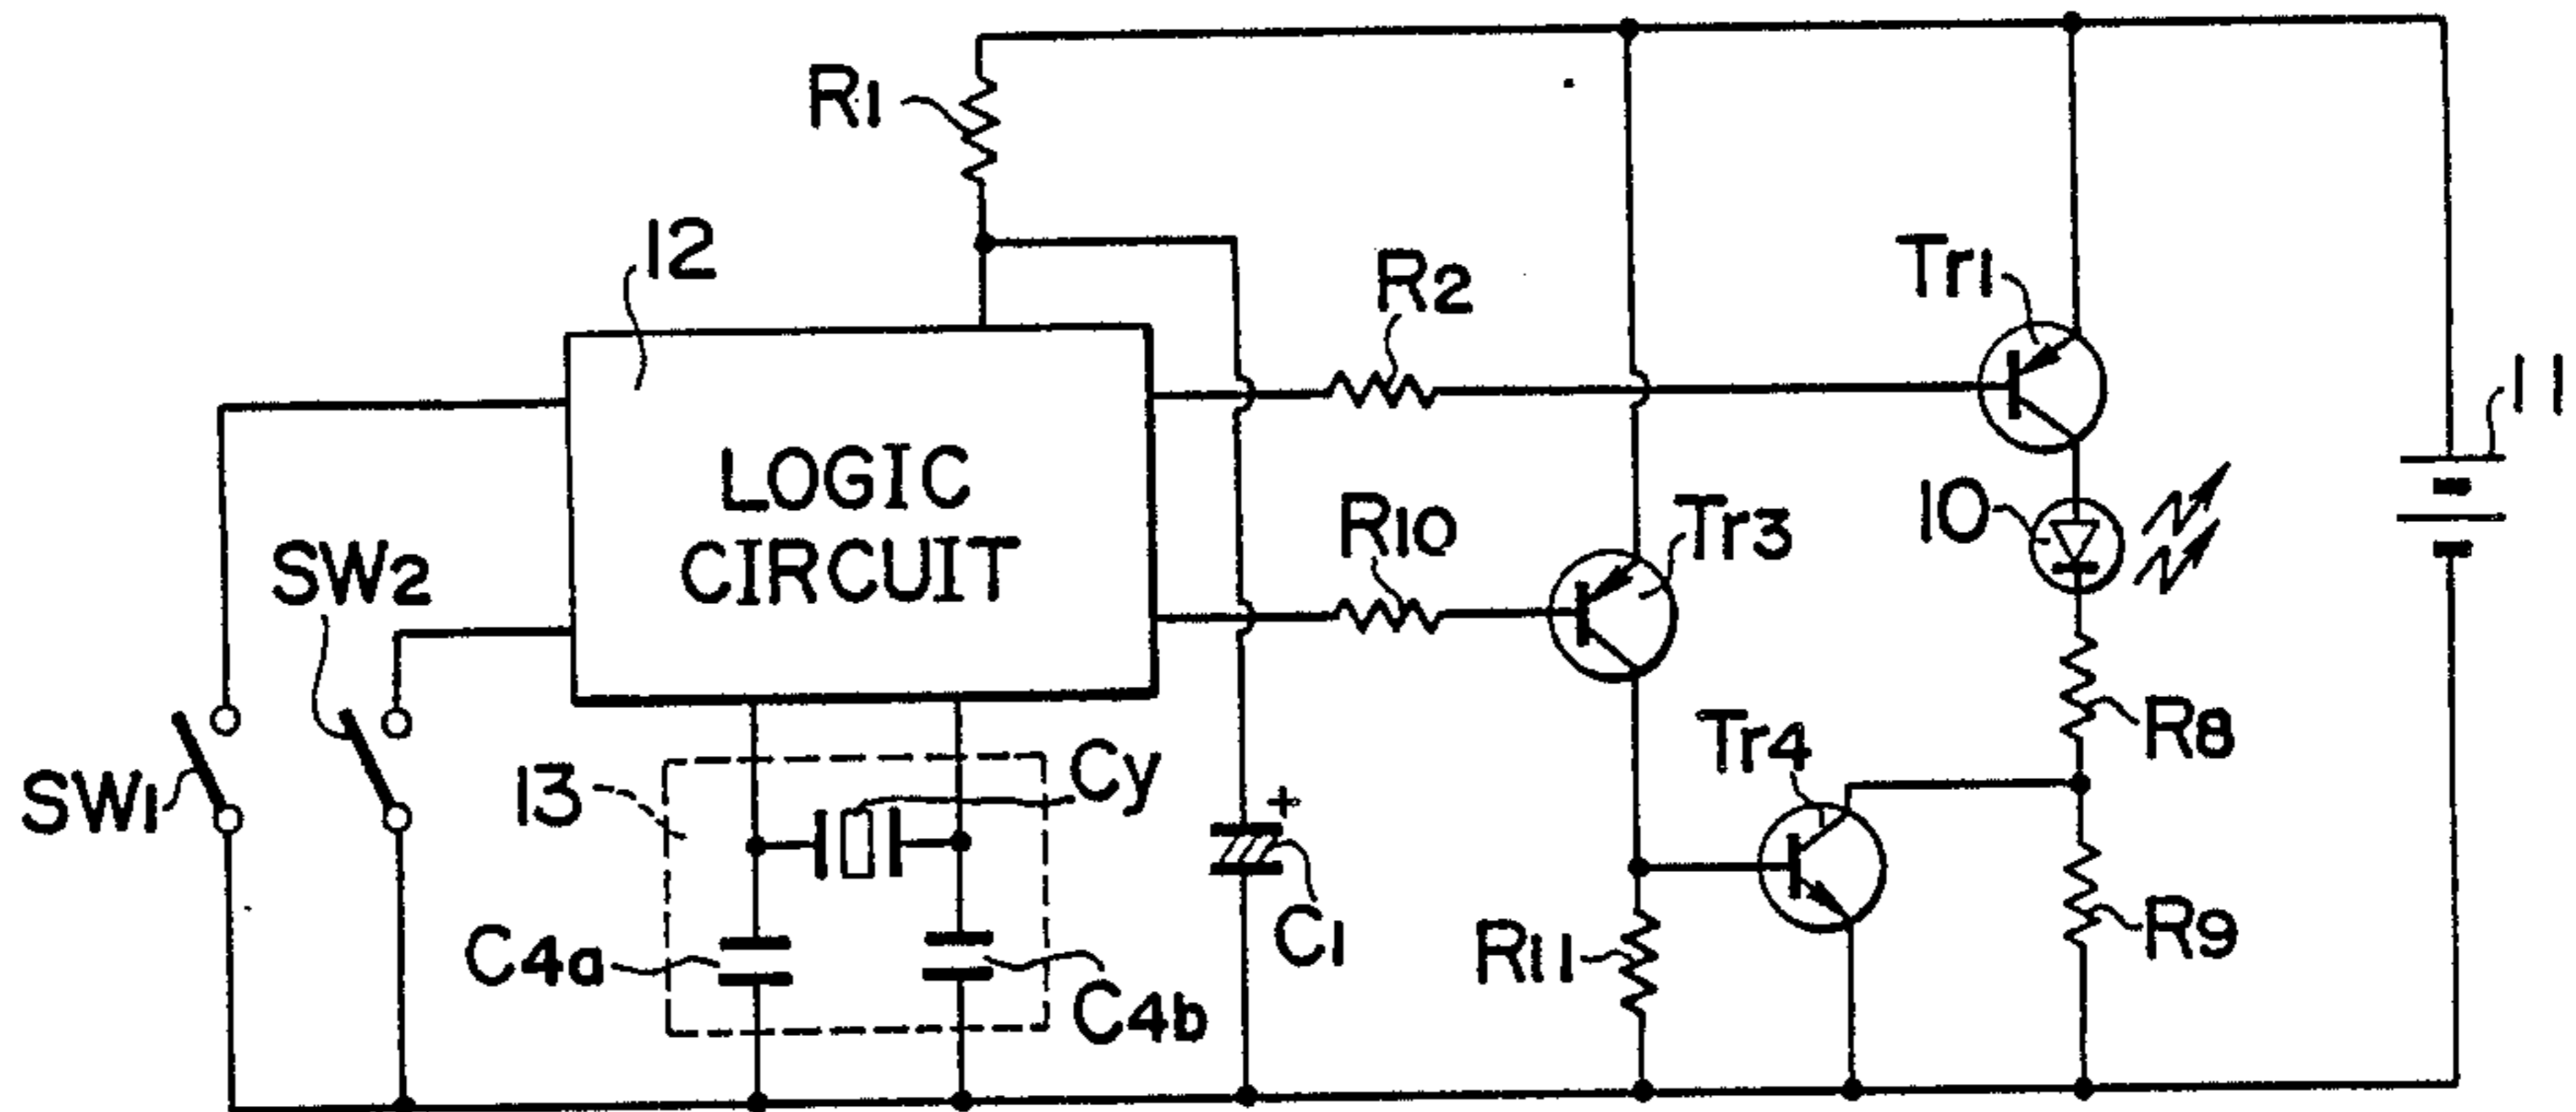 R1
12
R2
Tr1
11
LOGIC
CIRCUIT
10
R10
Tr3
SW2
R8
Tr4
13
Cy
SW1
+
C4a
C1
R11
R9
C4b